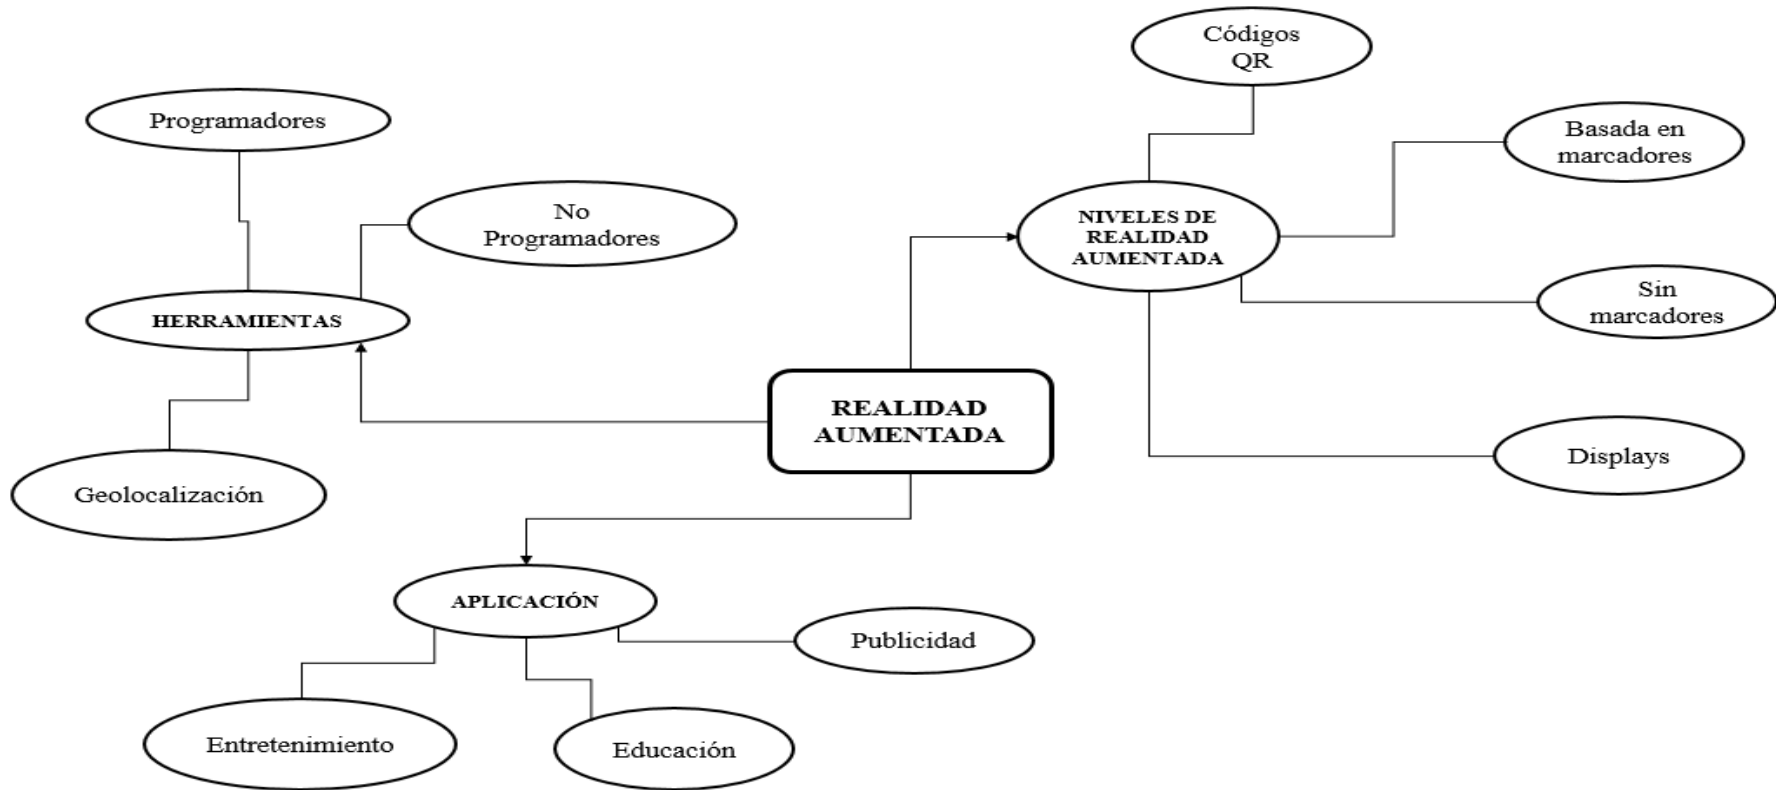 Códigos
QR
Programadores
Basada en
marcadores
No
Programadores
NIVELES DE
REALIDAD
AUMENTADA
HERRAMIENTAS
Sin
marcadores
REALIDAD
AUMENTADA
Displays
Geolocalización
APLICACIÓN
Publicidad
Entretenimiento
Educación